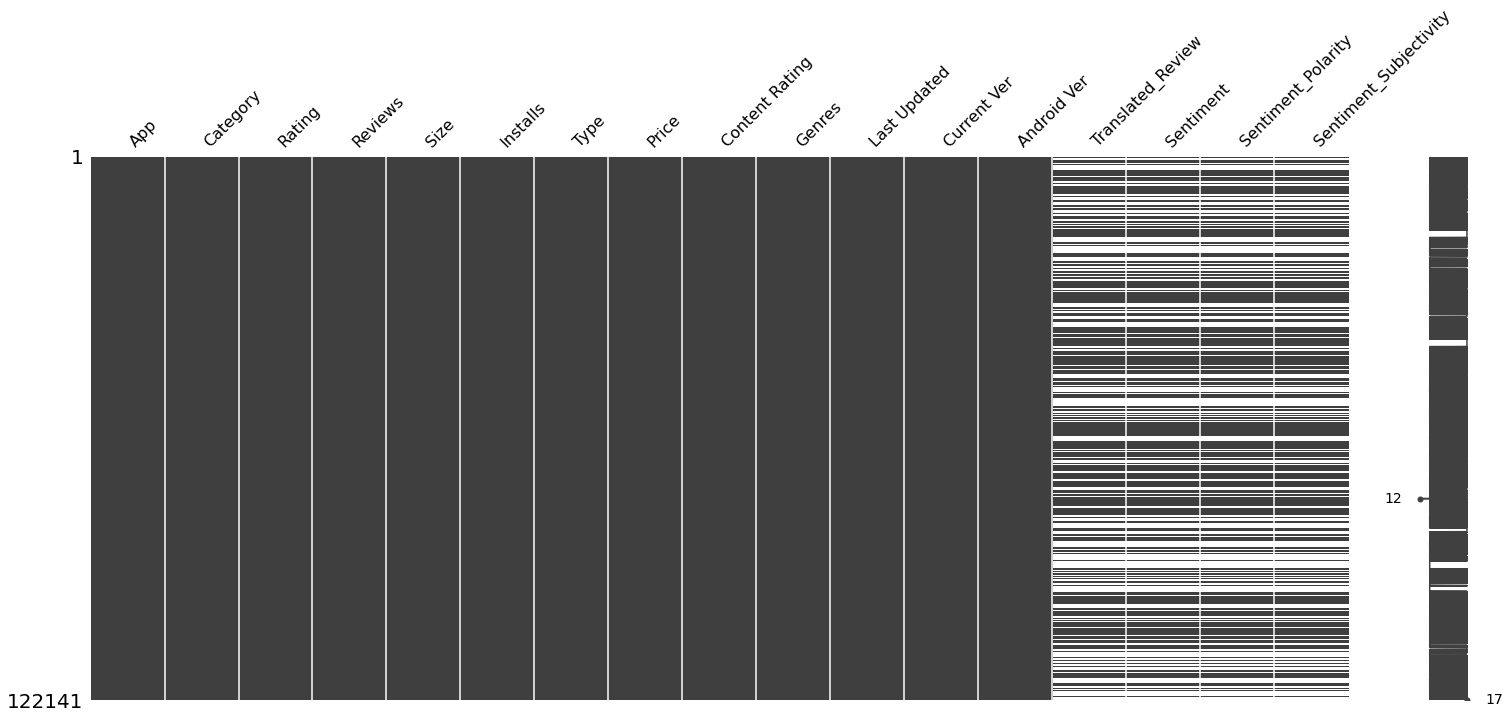 App
Category
Rating
Reviews
Size
Installs
Type
Price
Content Rating
Genres
Last Updated
Current Ver
Android Ver
Translated_Review
Sentiment
Sentiment_Polarity
Sentiment_Subjectivity
1
12
122141
17